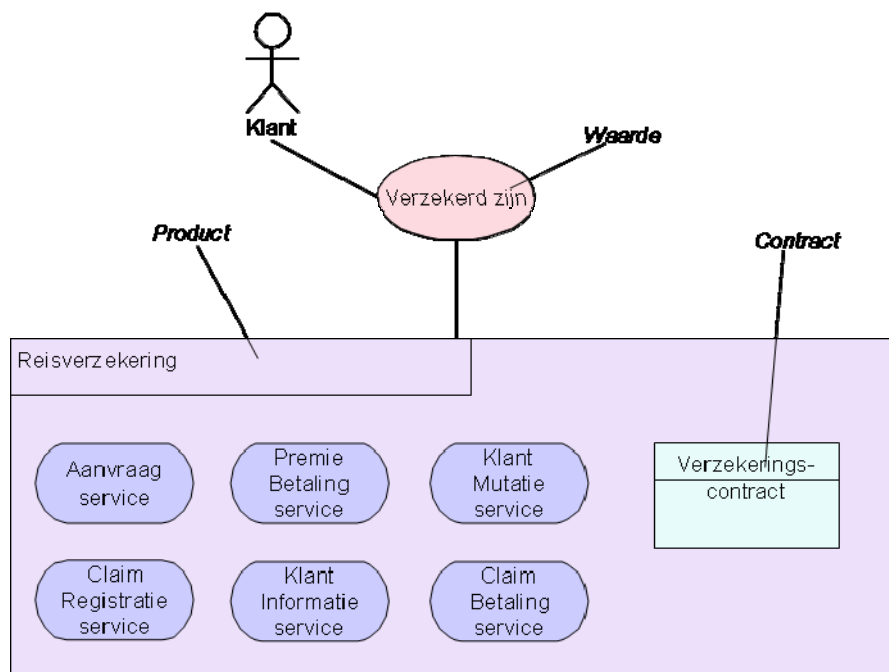 Klant
Waarde
Verzekerd zijn
Product
Contract
Reisverzekering
Aanvraag
service
Premie
Betaling
service
Klant
Mutatie
service
Verzekerings-
contract
Claim
Registratie
service
Klant
Informatie
service
Claim
Betaling
service